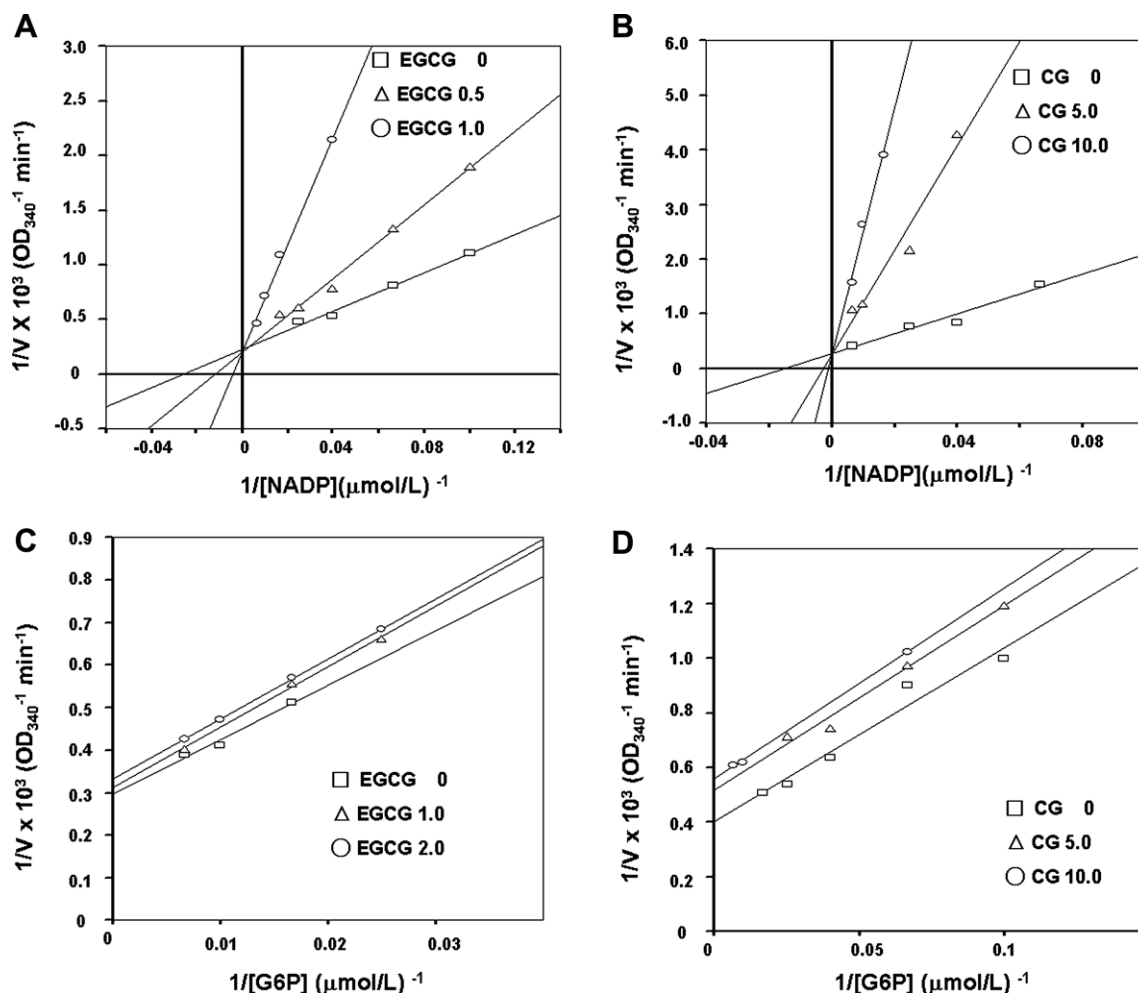 A
1/V X 10³ (OD₃₄₀⁻¹ min⁻¹)
3.0
2.5
2.0
1.5
1.0
0.5
0
-0.5
EGCG 0
EGCG 0.5
EGCG 1.0
-0.04 0 0.04 0.08 0.12
1/[NADP](μmol/L) ⁻¹
B
1/V x 10³ (OD₃₄₀⁻¹ min⁻¹)
6.0
4.0
2.0
1.0
0
-1.0
CG 0
CG 5.0
CG 10.0
-0.04 0 0.04 0.08
1/[NADP](μmol/L) ⁻¹
C
1/V x 10³ (OD₃₄₀⁻¹ min⁻¹)
0.9
0.8
0.7
0.6
0.5
0.4
0.3
0.2
0.1
0
EGCG 0
EGCG 1.0
EGCG 2.0
0 0.01 0.02 0.03
1/[G6P] (μmol/L) ⁻¹
D
1/V x 10³ (OD₃₄₀⁻¹ min⁻¹)
1.4
1.2
1.0
0.8
0.6
0.4
0.2
0
CG 0
CG 5.0
CG 10.0
0 0.05 0.1
1/[G6P] (μmol/L) ⁻¹